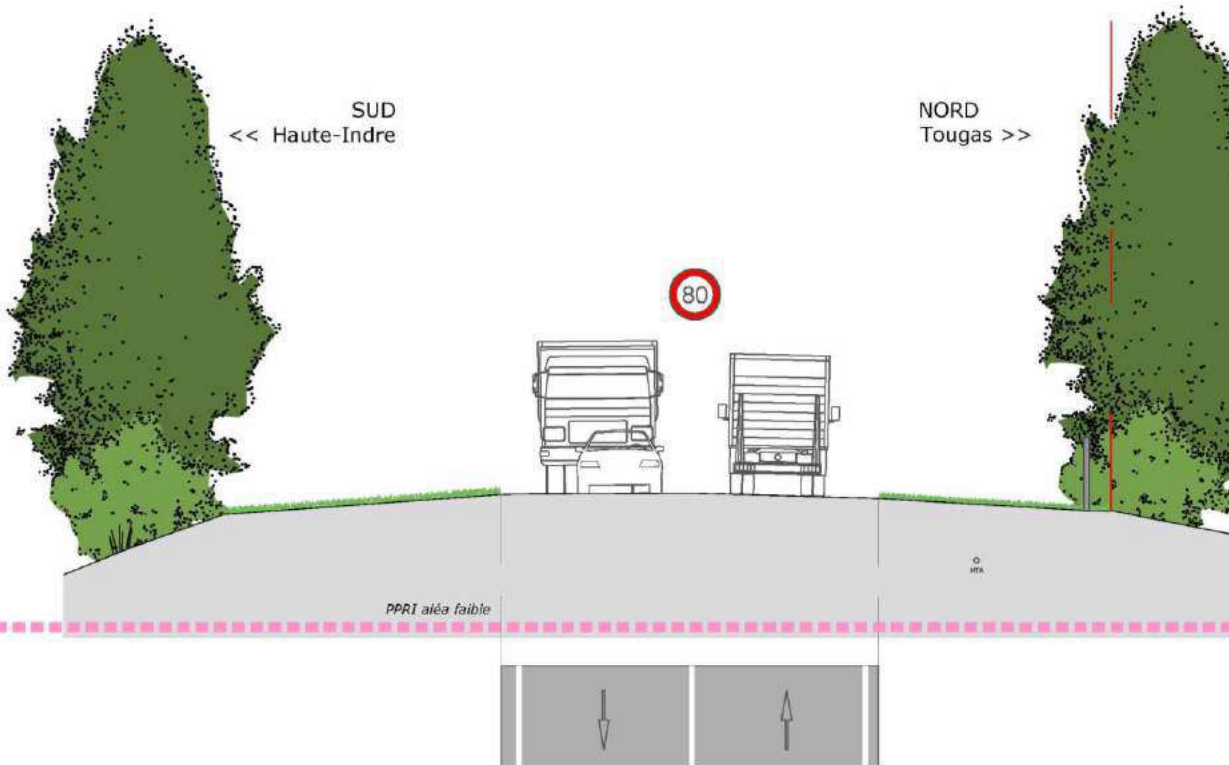 SUD
<< Haute-Indre
NORD
Tougas >>
80
HTA
PPRI aléa faible